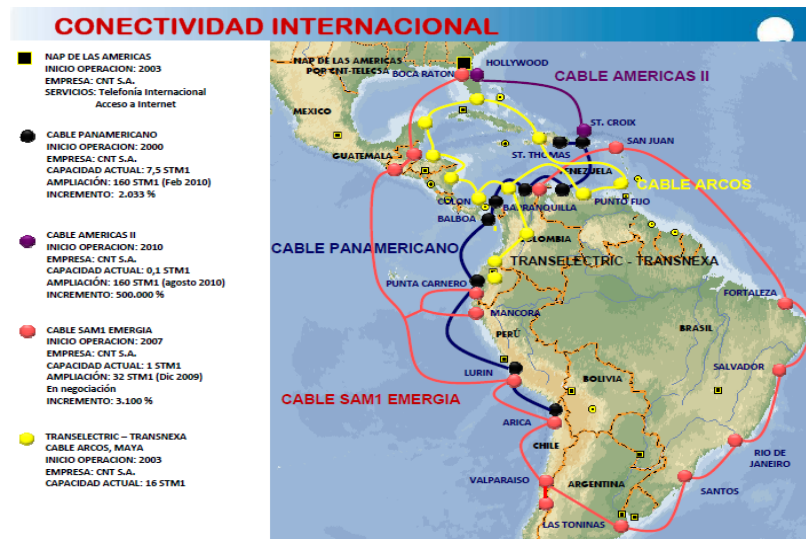 CONECTIVIDAD INTERNACIONAL
NAP DE LAS AMERICAS
INICIO OPERACION: 2003
EMPRESA: CNT S.A.
SERVICIOS: Telefonía Internacional
Acceso a Internet
CABLE PANAMERICANO
INICIO OPERACION: 2000
EMPRESA: CNT S.A.
CAPACIDAD ACTUAL: 7,5 STM1
AMPLIACIÓN: 160 STM1 (Feb 2010)
INCREMENTO: 2.033 %
CABLE AMERICAS II
INICIO OPERACION: 2010
EMPRESA: CNT S.A.
CAPACIDAD ACTUAL: 0,1 STM1
AMPLIACIÓN: 160 STM1 (agosto 2010)
INCREMENTO: 500.000 %
CABLE SAM1 EMERGIA
INICIO OPERACION: 2007
EMPRESA: CNT S.A.
CAPACIDAD ACTUAL: 1 STM1
AMPLIACIÓN: 32 STM1 (Dic 2009)
En negociación
INCREMENTO: 3.100 %
TRANSELECTRIC – TRANSNEXA
CABLE ARCOS, MAYA
INICIO OPERACION: 2003
EMPRESA: CNT S.A.
CAPACIDAD ACTUAL: 16 STM1
NAP DE LAS AMERICAS
POP CNT-TELCSA
HOLLYWOOD
BOCA RATON
CABLE AMERICAS II
MEXICO
ST. CROIX
SAN JUAN
GUATEMALA
ST. THOMAS
VENEZUELA
CABLE ARCOS
COLON
BARRANQUILLA
PUNTO FIJO
BALBOA
CABLE PANAMERICANO
COLOMBIA
TRANSELECTRIC - TRANSNEXA
PUNTA CARNERO
FORTALEZA
MANCORA
PERÚ
BRASIL
LURIN
SALVADOR
BOLIVIA
CABLE SAM1 EMERGIA
ARICA
CHILE
RIO DE
JANEIRO
VALPARAISO
ARGENTINA
SANTOS
LAS TONINAS